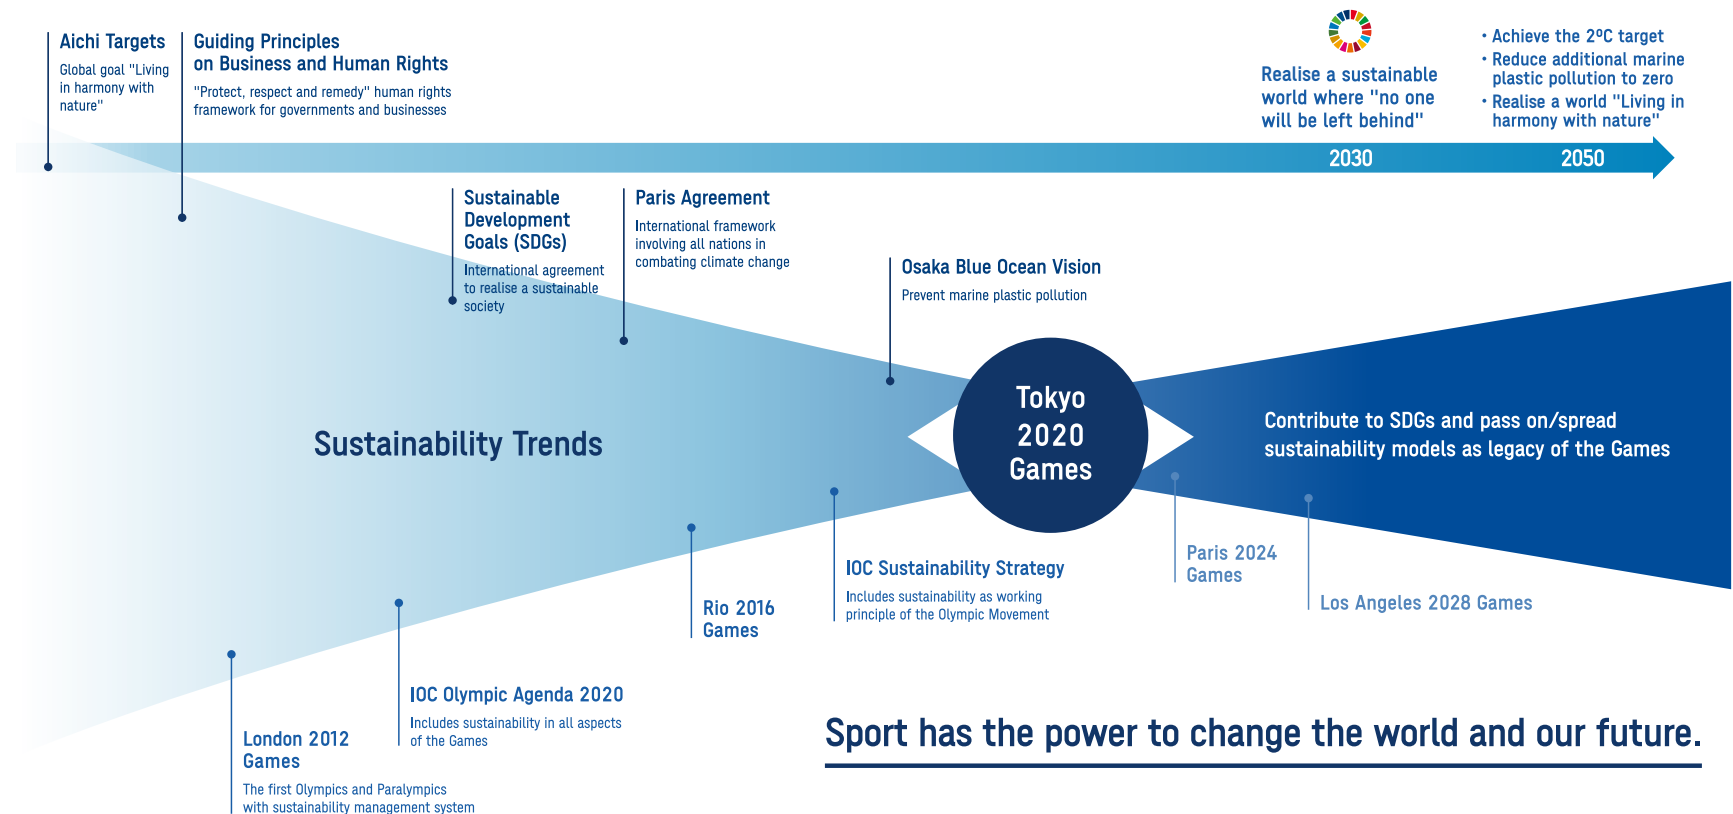 Aichi Targets
Global goal "Living
in harmony with
nature"
Guiding Principles
on Business and Human Rights
"Protect, respect and remedy" human rights
framework for governments and businesses
Realise a sustainable
world where "no one
will be left behind"
・Achieve the 2ºC target
・Reduce additional marine
plastic pollution to zero
・Realise a world "Living in
harmony with nature"
2030
2050
Sustainable
Development
Goals (SDGs)
International agreement
to realise a sustainable
society
Paris Agreement
International framework
involving all nations in
combating climate change
Osaka Blue Ocean Vision
Prevent marine plastic pollution
Sustainability Trends
Tokyo
2020
Games
Contribute to SDGs and pass on/spread
sustainability models as legacy of the Games
London 2012
Games
The first Olympics and Paralympics
with sustainability management system
IOC Olympic Agenda 2020
Includes sustainability in all aspects
of the Games
Rio 2016
Games
IOC Sustainability Strategy
Includes sustainability as working
principle of the Olympic Movement
Paris 2024
Games
Los Angeles 2028 Games
Sport has the power to change the world and our future.